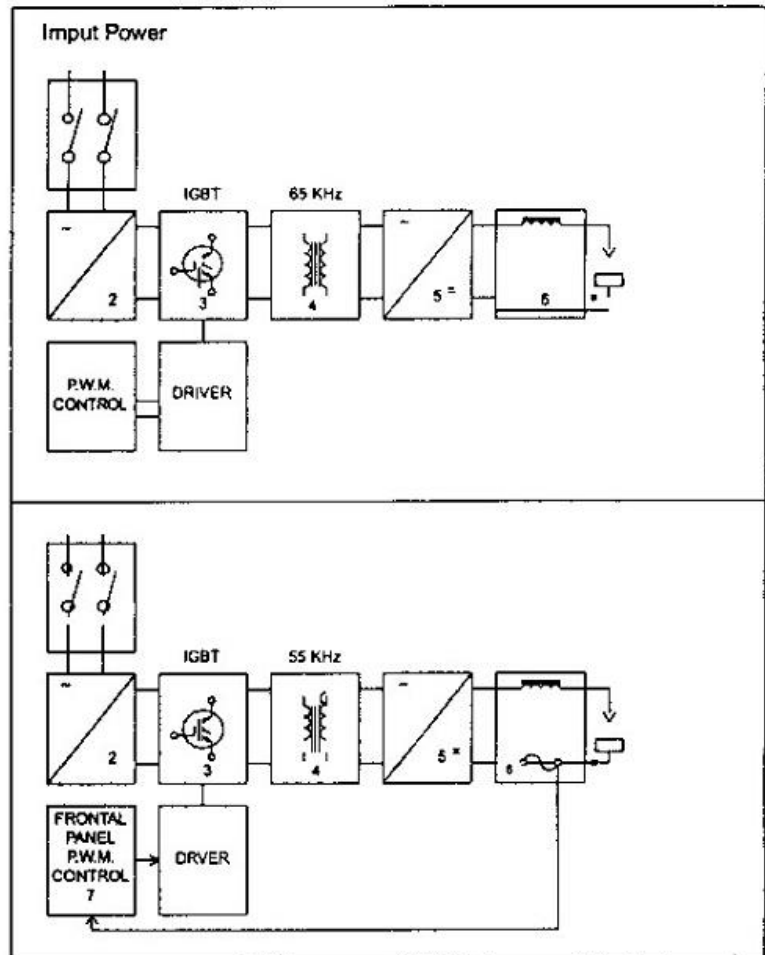 Imput Power
IGBT
65 KHz
~
2
3
4
~
5 =
6
P.W.M.
CONTROL
DRIVER
IGBT
55 KHz
~
2
3
4
~
5
6
FRONTAL
PANEL
P.W.M.
CONTROL
7
DRVER